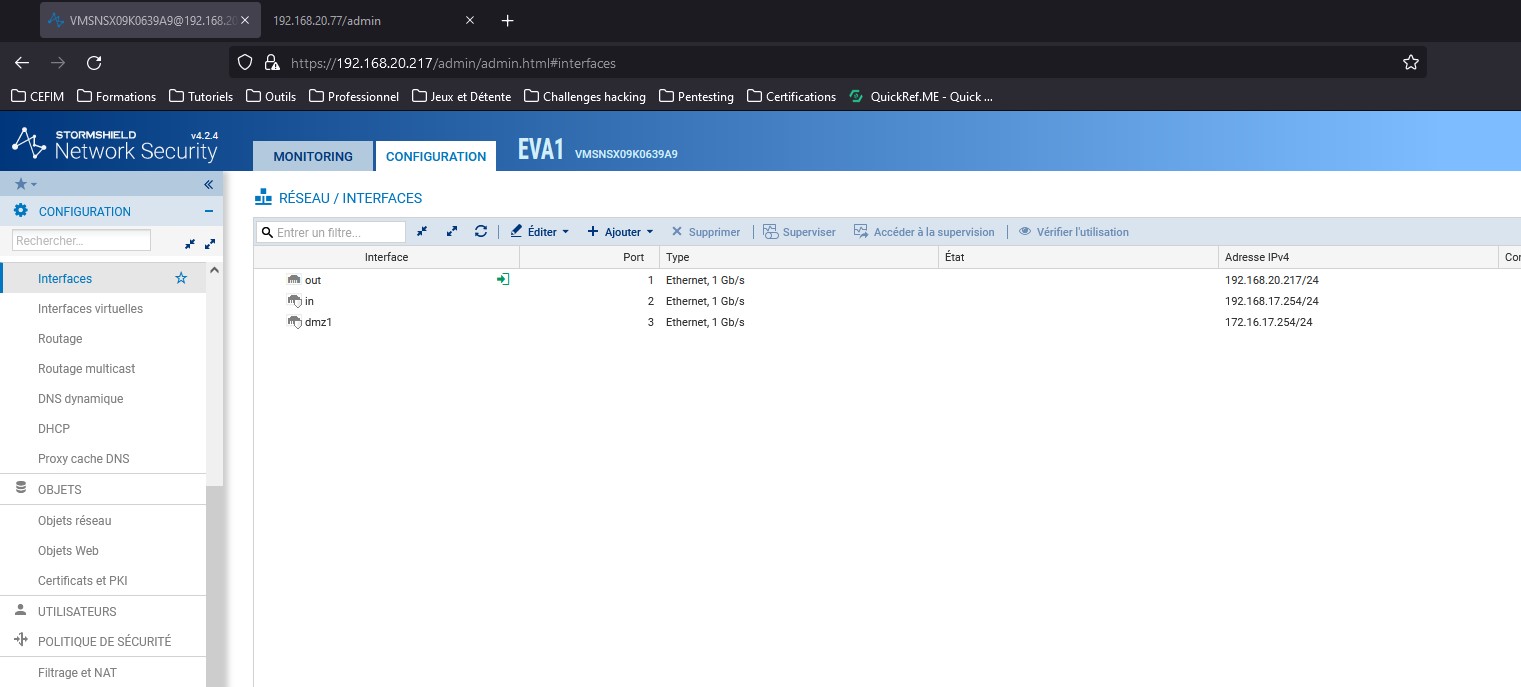 VMSNSX09K0639A9@192.168.20
192.168.20.77/admin
https://192.168.20.217/admin/admin.html#interfaces
CEFIM Formations Tutoriels Outils Professionnel Jeux et Détente Challenges hacking Pentesting Certifications QuickRef.ME - Quick ...
STORMSHIELD v4.2.4
Network Security
MONITORING CONFIGURATION EVA1 VMSNSX09K0639A9
CONFIGURATION
Rechercher...
Interfaces
Interfaces virtuelles
Routage
Routage multicast
DNS dynamique
DHCP
Proxy cache DNS
OBJETS
Objets réseau
Objets Web
Certificats et PKI
UTILISATEURS
POLITIQUE DE SÉCURITÉ
Filtrage et NAT
RÉSEAU / INTERFACES
Entrer un filtre... Éditer Ajouter Supprimer Superviser Accéder à la supervision Vérifier l'utilisation
Interface Port Type État Adresse IPv4 Cor
out 1 Ethernet, 1 Gb/s 192.168.20.217/24
in 2 Ethernet, 1 Gb/s 192.168.17.254/24
dmz1 3 Ethernet, 1 Gb/s 172.16.17.254/24